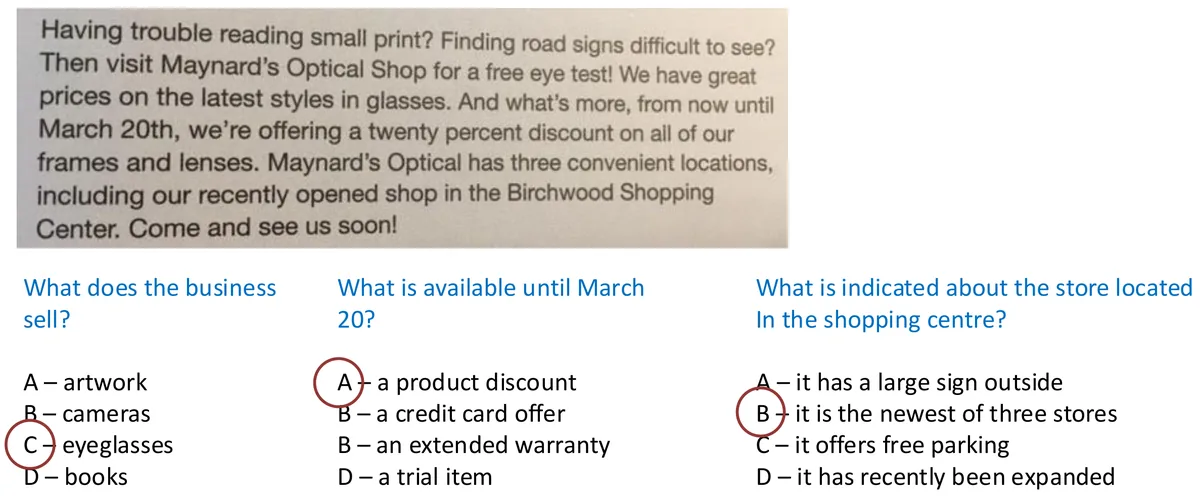 Having trouble reading small print? Finding road signs difficult to see?
Then visit Maynard's Optical Shop for a free eye test! We have great
prices on the latest styles in glasses. And what's more, from now until
March 20th, we're offering a twenty percent discount on all of our
frames and lenses. Maynard's Optical has three convenient locations,
including our recently opened shop in the Birchwood Shopping
Center. Come and see us soon!
What does the business
sell?
A – artwork
B – cameras
C – eyeglasses
D – books
What is available until March
20?
A – a product discount
B – a credit card offer
B – an extended warranty
D – a trial item
What is indicated about the store located
In the shopping centre?
A – it has a large sign outside
B – it is the newest of three stores
C – it offers free parking
D – it has recently been expanded